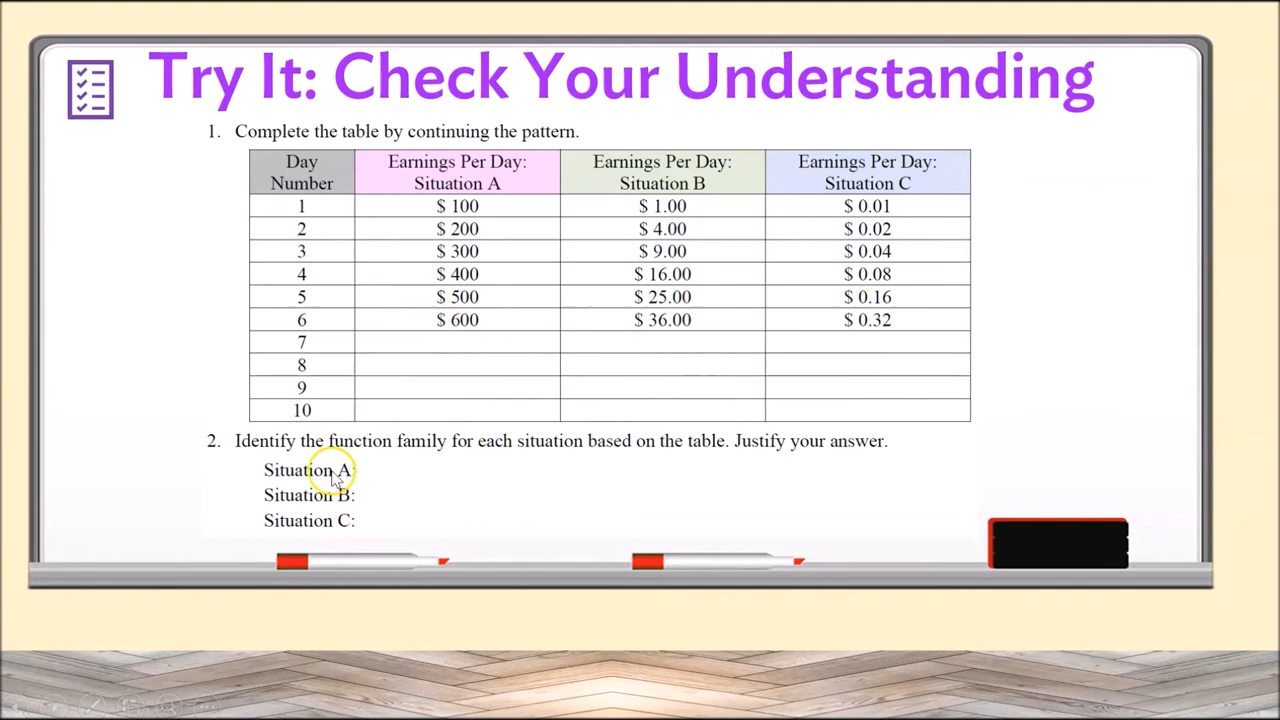 Try It: Check Your Understanding
1. Complete the table by continuing the pattern.
Day Number Earnings Per Day: Situation A Earnings Per Day: Situation B Earnings Per Day: Situation C
1 $ 100 $ 1.00 $ 0.01
2 $ 200 $ 4.00 $ 0.02
3 $ 300 $ 9.00 $ 0.04
4 $ 400 $ 16.00 $ 0.08
5 $ 500 $ 25.00 $ 0.16
6 $ 600 $ 36.00 $ 0.32
7
8
9
10
2. Identify the function family for each situation based on the table. Justify your answer.
Situation A:
Situation B:
Situation C: